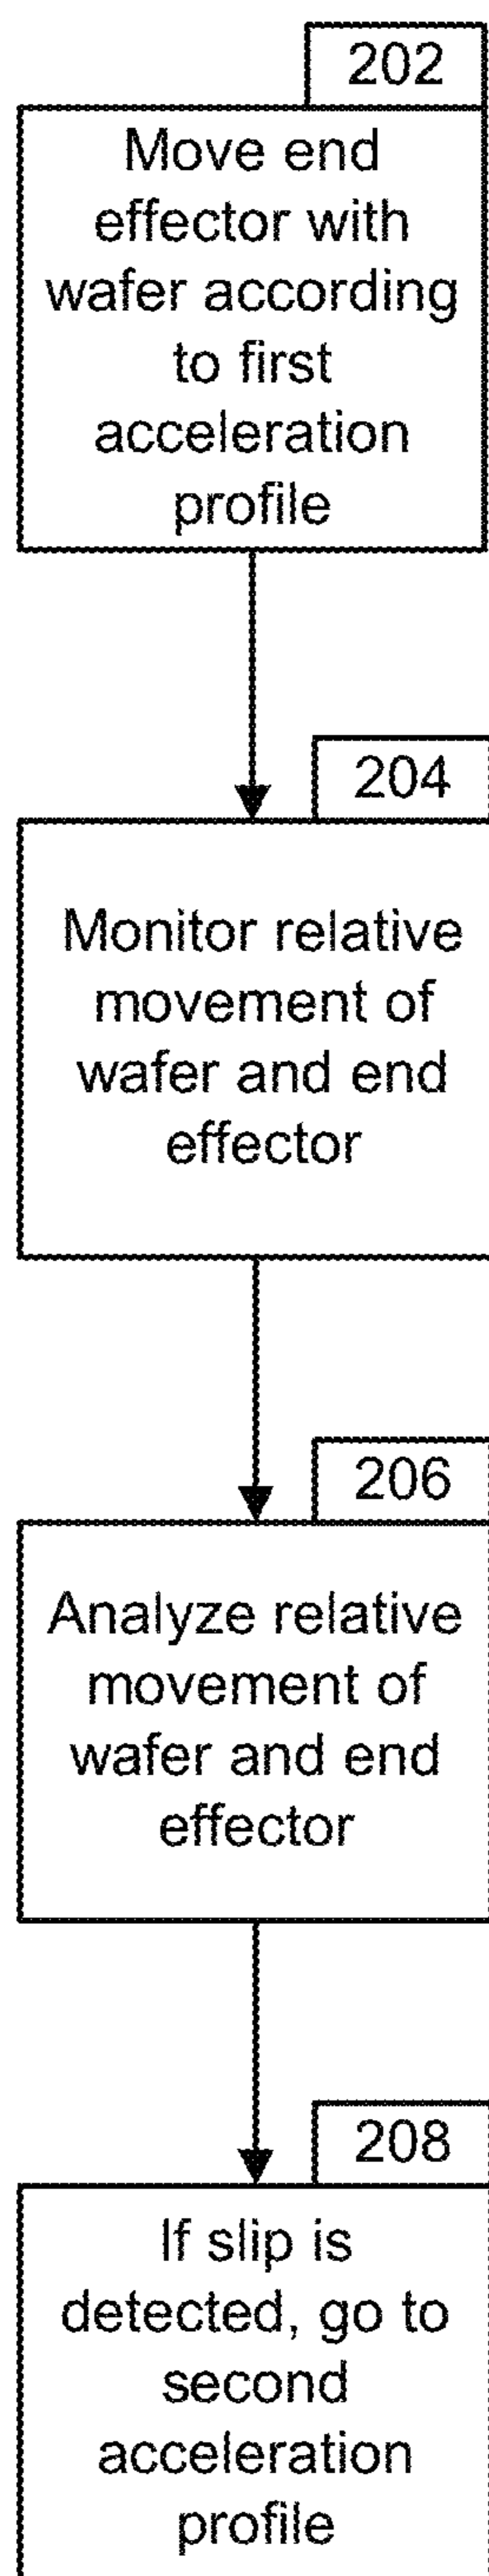 202
Move end
effector with
wafer according
to first
acceleration
profile
204
Monitor relative
movement of
wafer and end
effector
206
Analyze relative
movement of
wafer and end
effector
208
If slip is
detected, go to
second
acceleration
profile